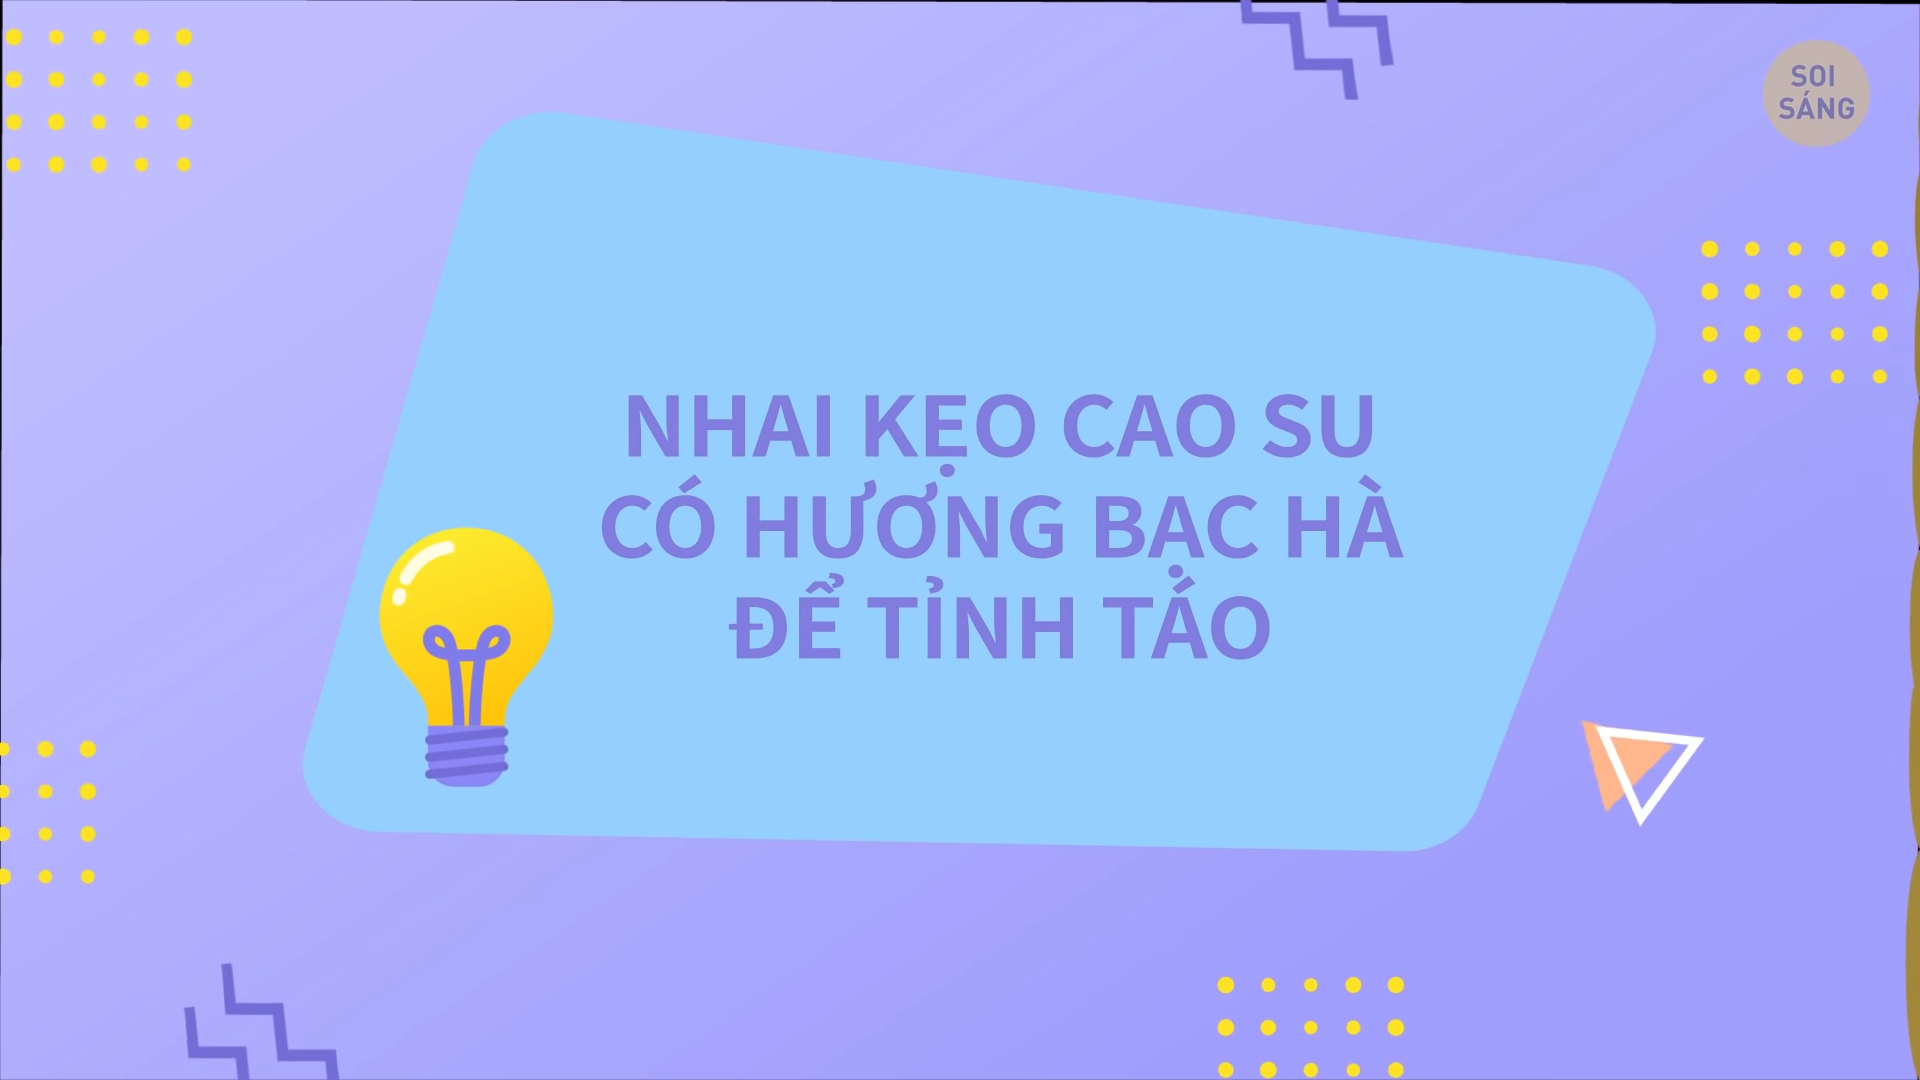 SOI
SÁNG
NHAI KẸO CAO SU
CÓ HƯƠNG BẠC HÀ
ĐỂ TỈNH TÁO